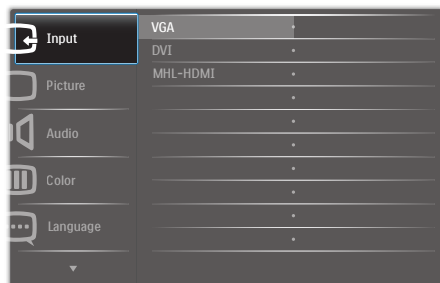 Input
VGA
DVI
MHL-HDMI
Picture
Audio
Color
Language